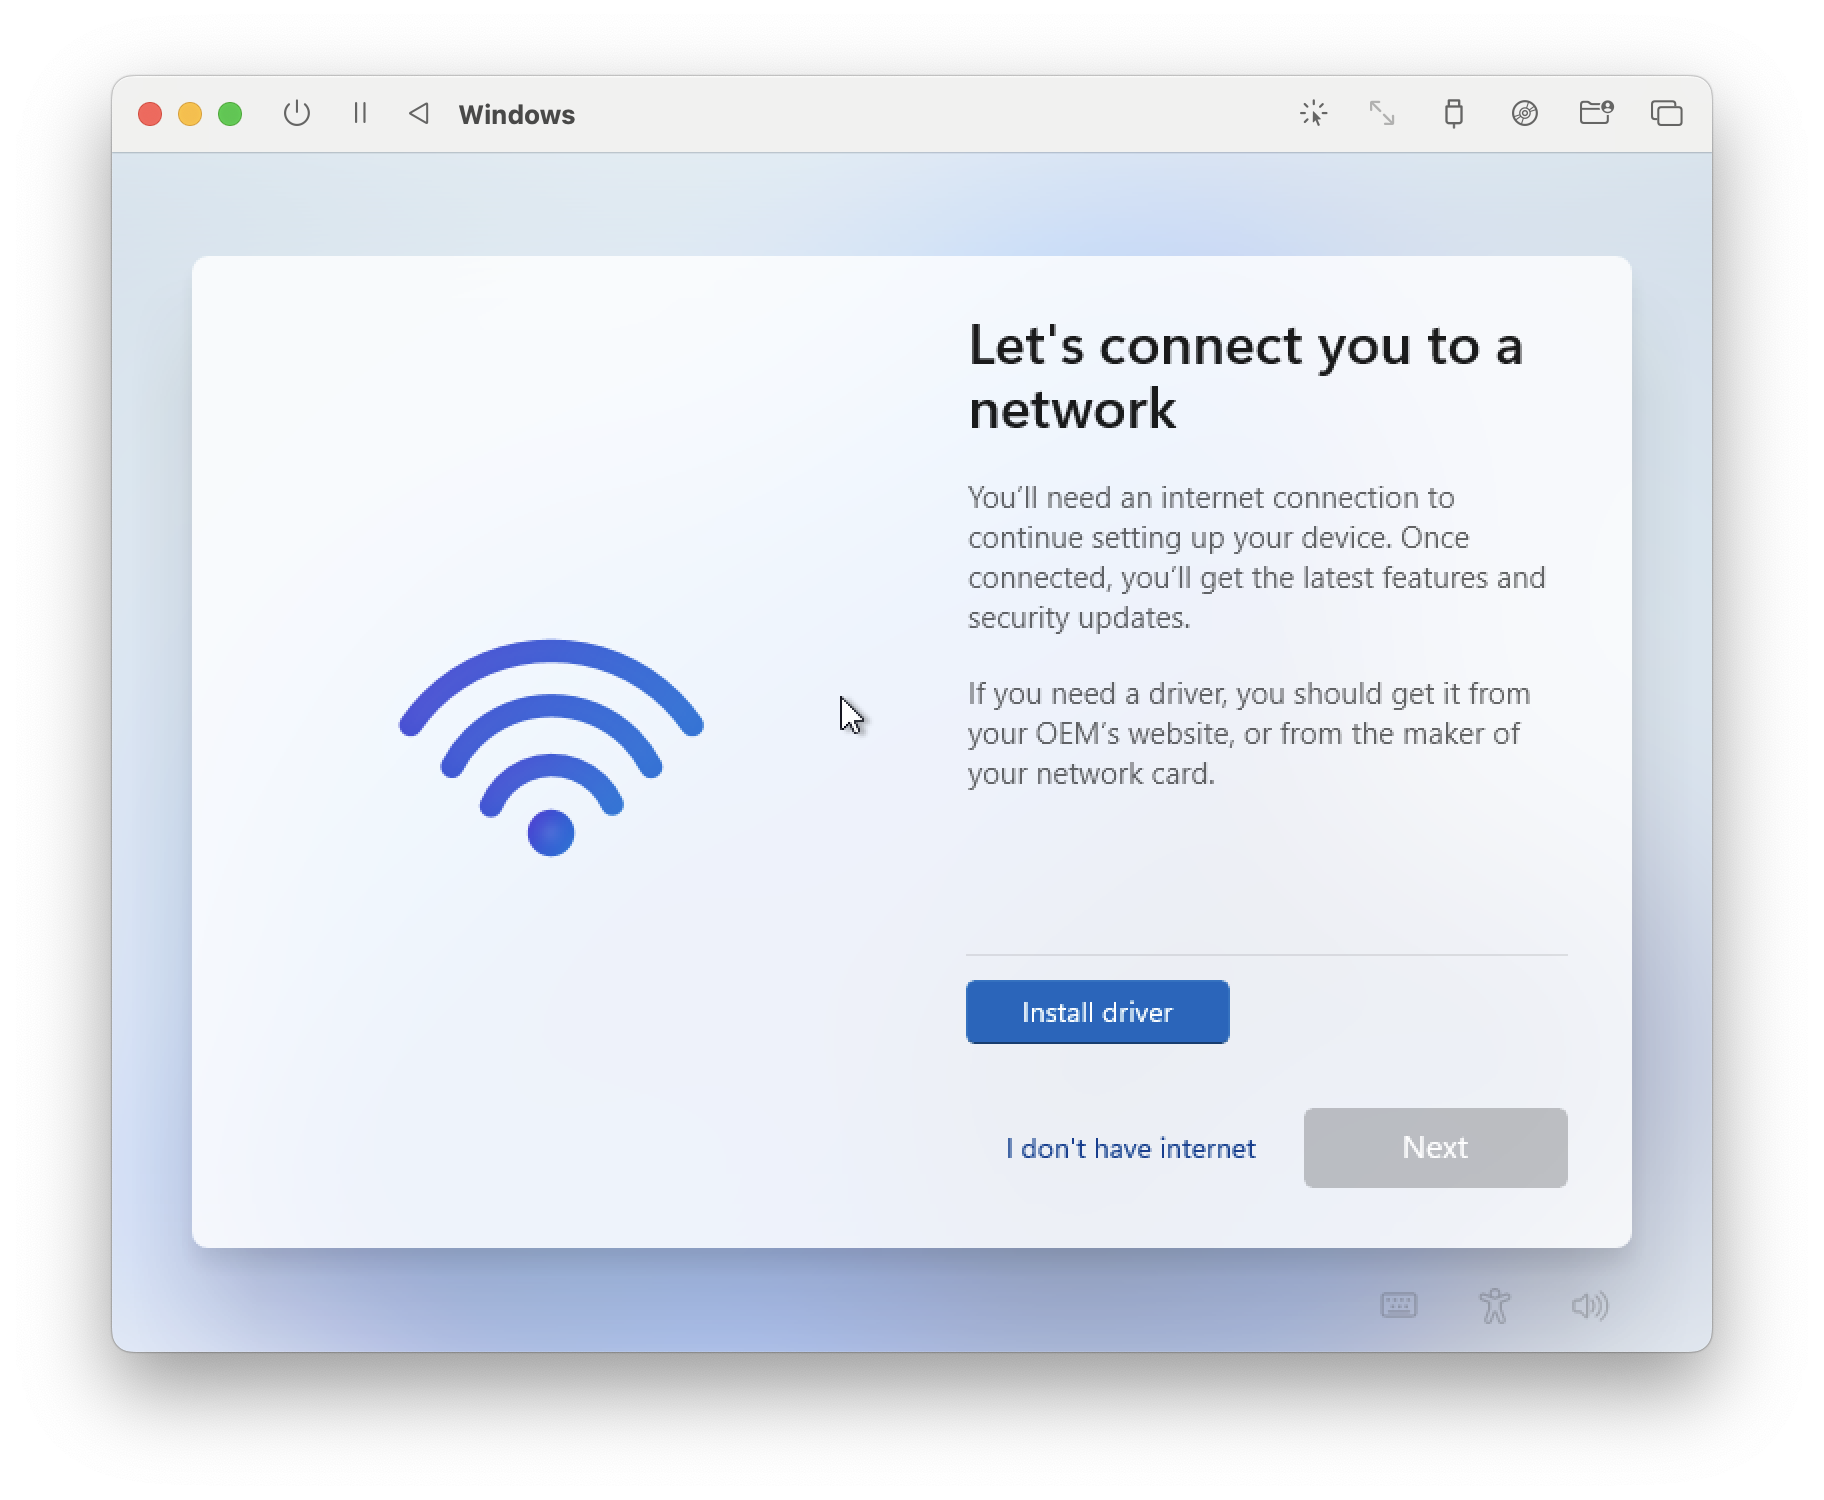 Windows
Let's connect you to a
network
You’ll need an internet connection to
continue setting up your device. Once
connected, you’ll get the latest features and
security updates.
If you need a driver, you should get it from
your OEM’s website, or from the maker of
your network card.
Install driver
I don't have internet
Next